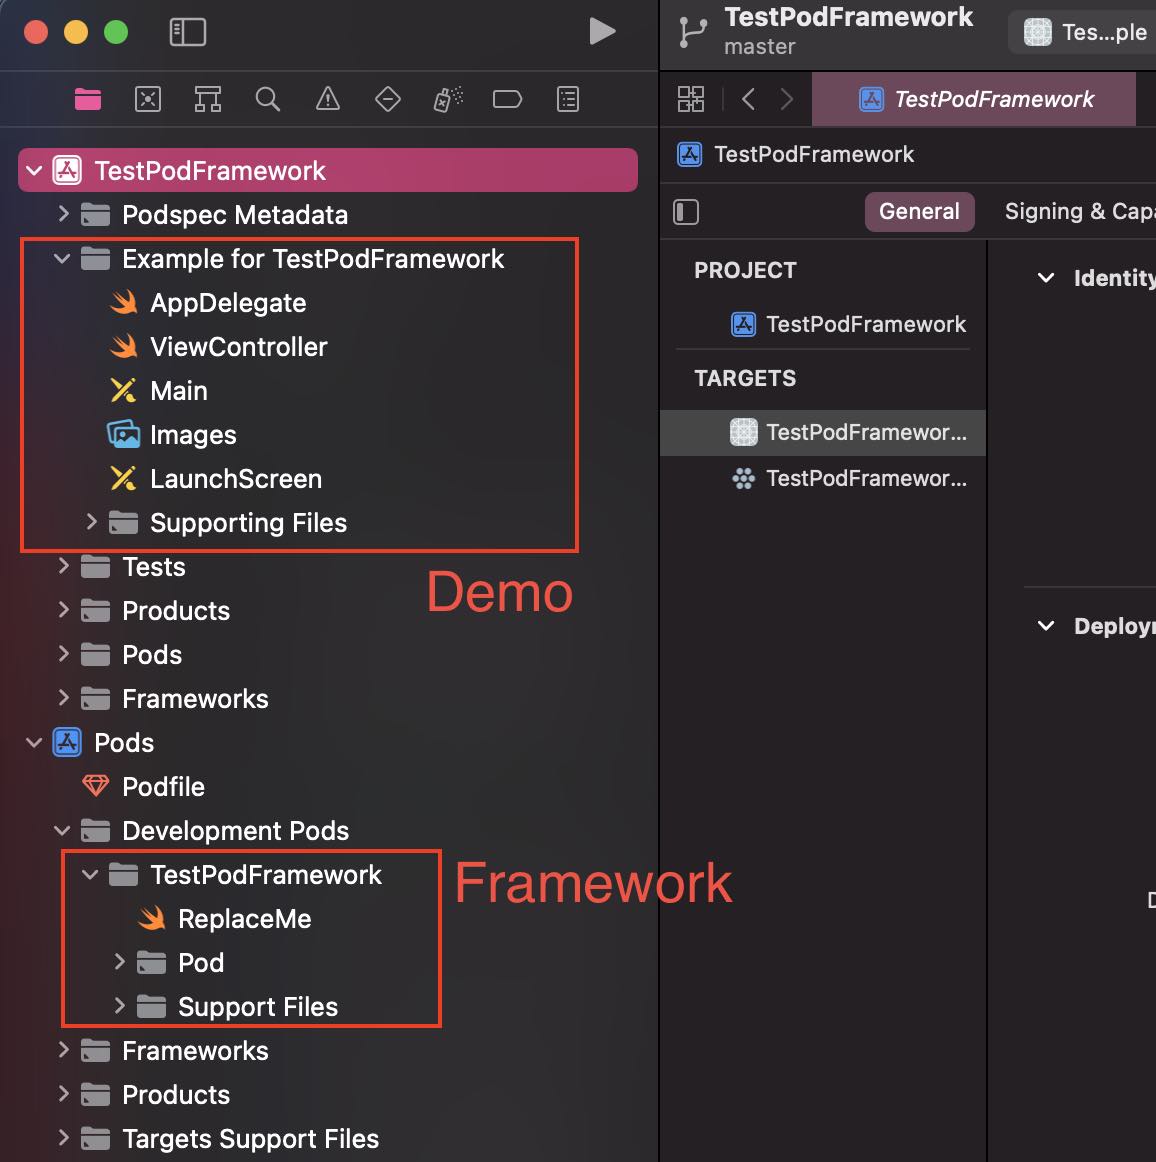 TestPodFramework
master
Tes...ple
TestPodFramework
TestPodFramework
General
Signing & Capa
PROJECT
TestPodFramework
TARGETS
TestPodFramewor...
TestPodFramewor...
Identity
Deployn
D
TestPodFramework
Podspec Metadata
Example for TestPodFramework
AppDelegate
ViewController
Main
Images
LaunchScreen
Supporting Files
Tests
Demo
Products
Pods
Frameworks
Pods
Podfile
Development Pods
TestPodFramework
Framework
ReplaceMe
Pod
Support Files
Frameworks
Products
Targets Support Files